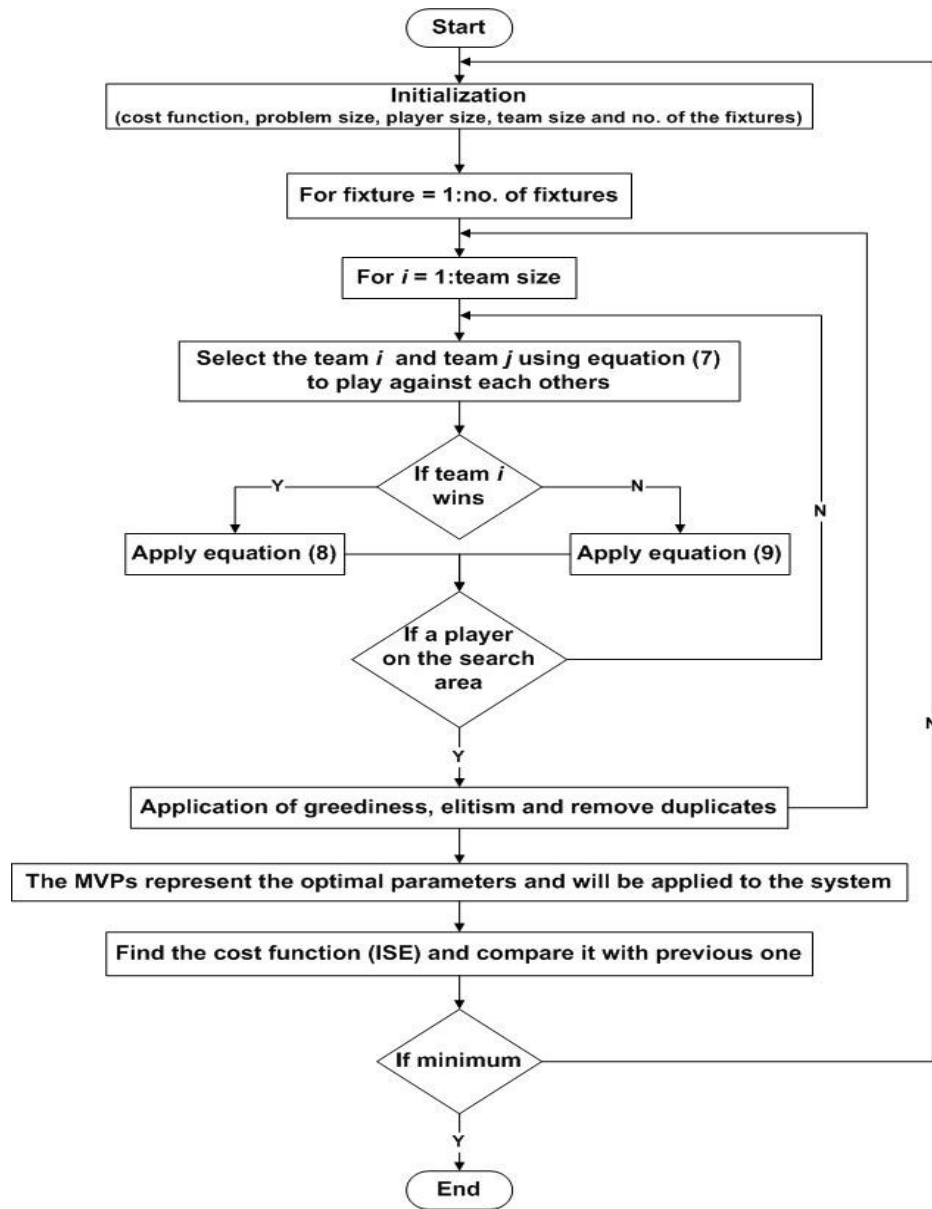 Start
Initialization
(cost function, problem size, player size, team size and no. of the fixtures)
For fixture = 1:no. of fixtures
For i = 1:team size
Select the team i and team j using equation (7)
to play against each others
If team i
wins
Y
N
N
Apply equation (8)
Apply equation (9)
If a player
on the search
area
N
Y
Application of greediness, elitism and remove duplicates
The MVPs represent the optimal parameters and will be applied to the system
Find the cost function (ISE) and compare it with previous one
If minimum
Y
End